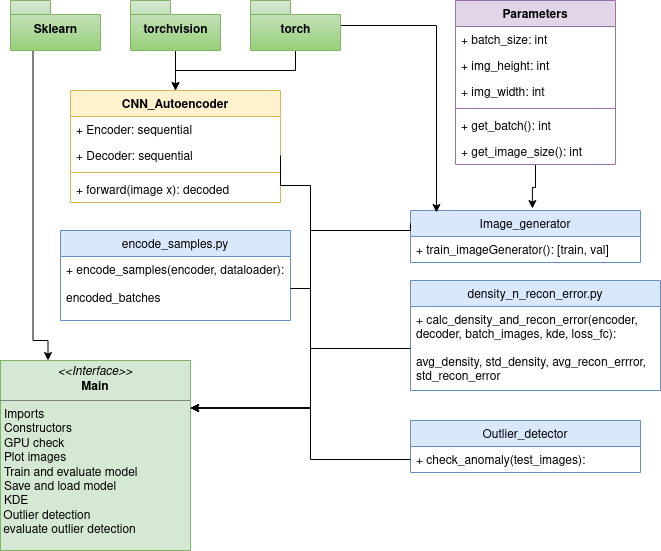 Sklearn
torchvision
torch
Parameters
+ batch_size: int
+ img_height: int
+ img_width: int
+ get_batch(): int
+ get_image_size(): int
CNN_Autoencoder
+ Encoder: sequential
+ Decoder: sequential
+ forward(image x): decoded
Image_generator
+ train_imageGenerator(): [train, val]
encode_samples.py
+ encode_samples(encoder, dataloader):
encoded_batches
density_n_recon_error.py
+ calc_density_and_recon_error(encoder,
decoder, batch_images, kde, loss_fc):
avg_density, std_density, avg_recon_errror,
std_recon_error
<<Interface>>
Main
Imports
Constructors
GPU check
Plot images
Train and evaluate model
Save and load model
KDE
Outlier detection
evaluate outlier detection
Outlier_detector
+ check_anomaly(test_images):